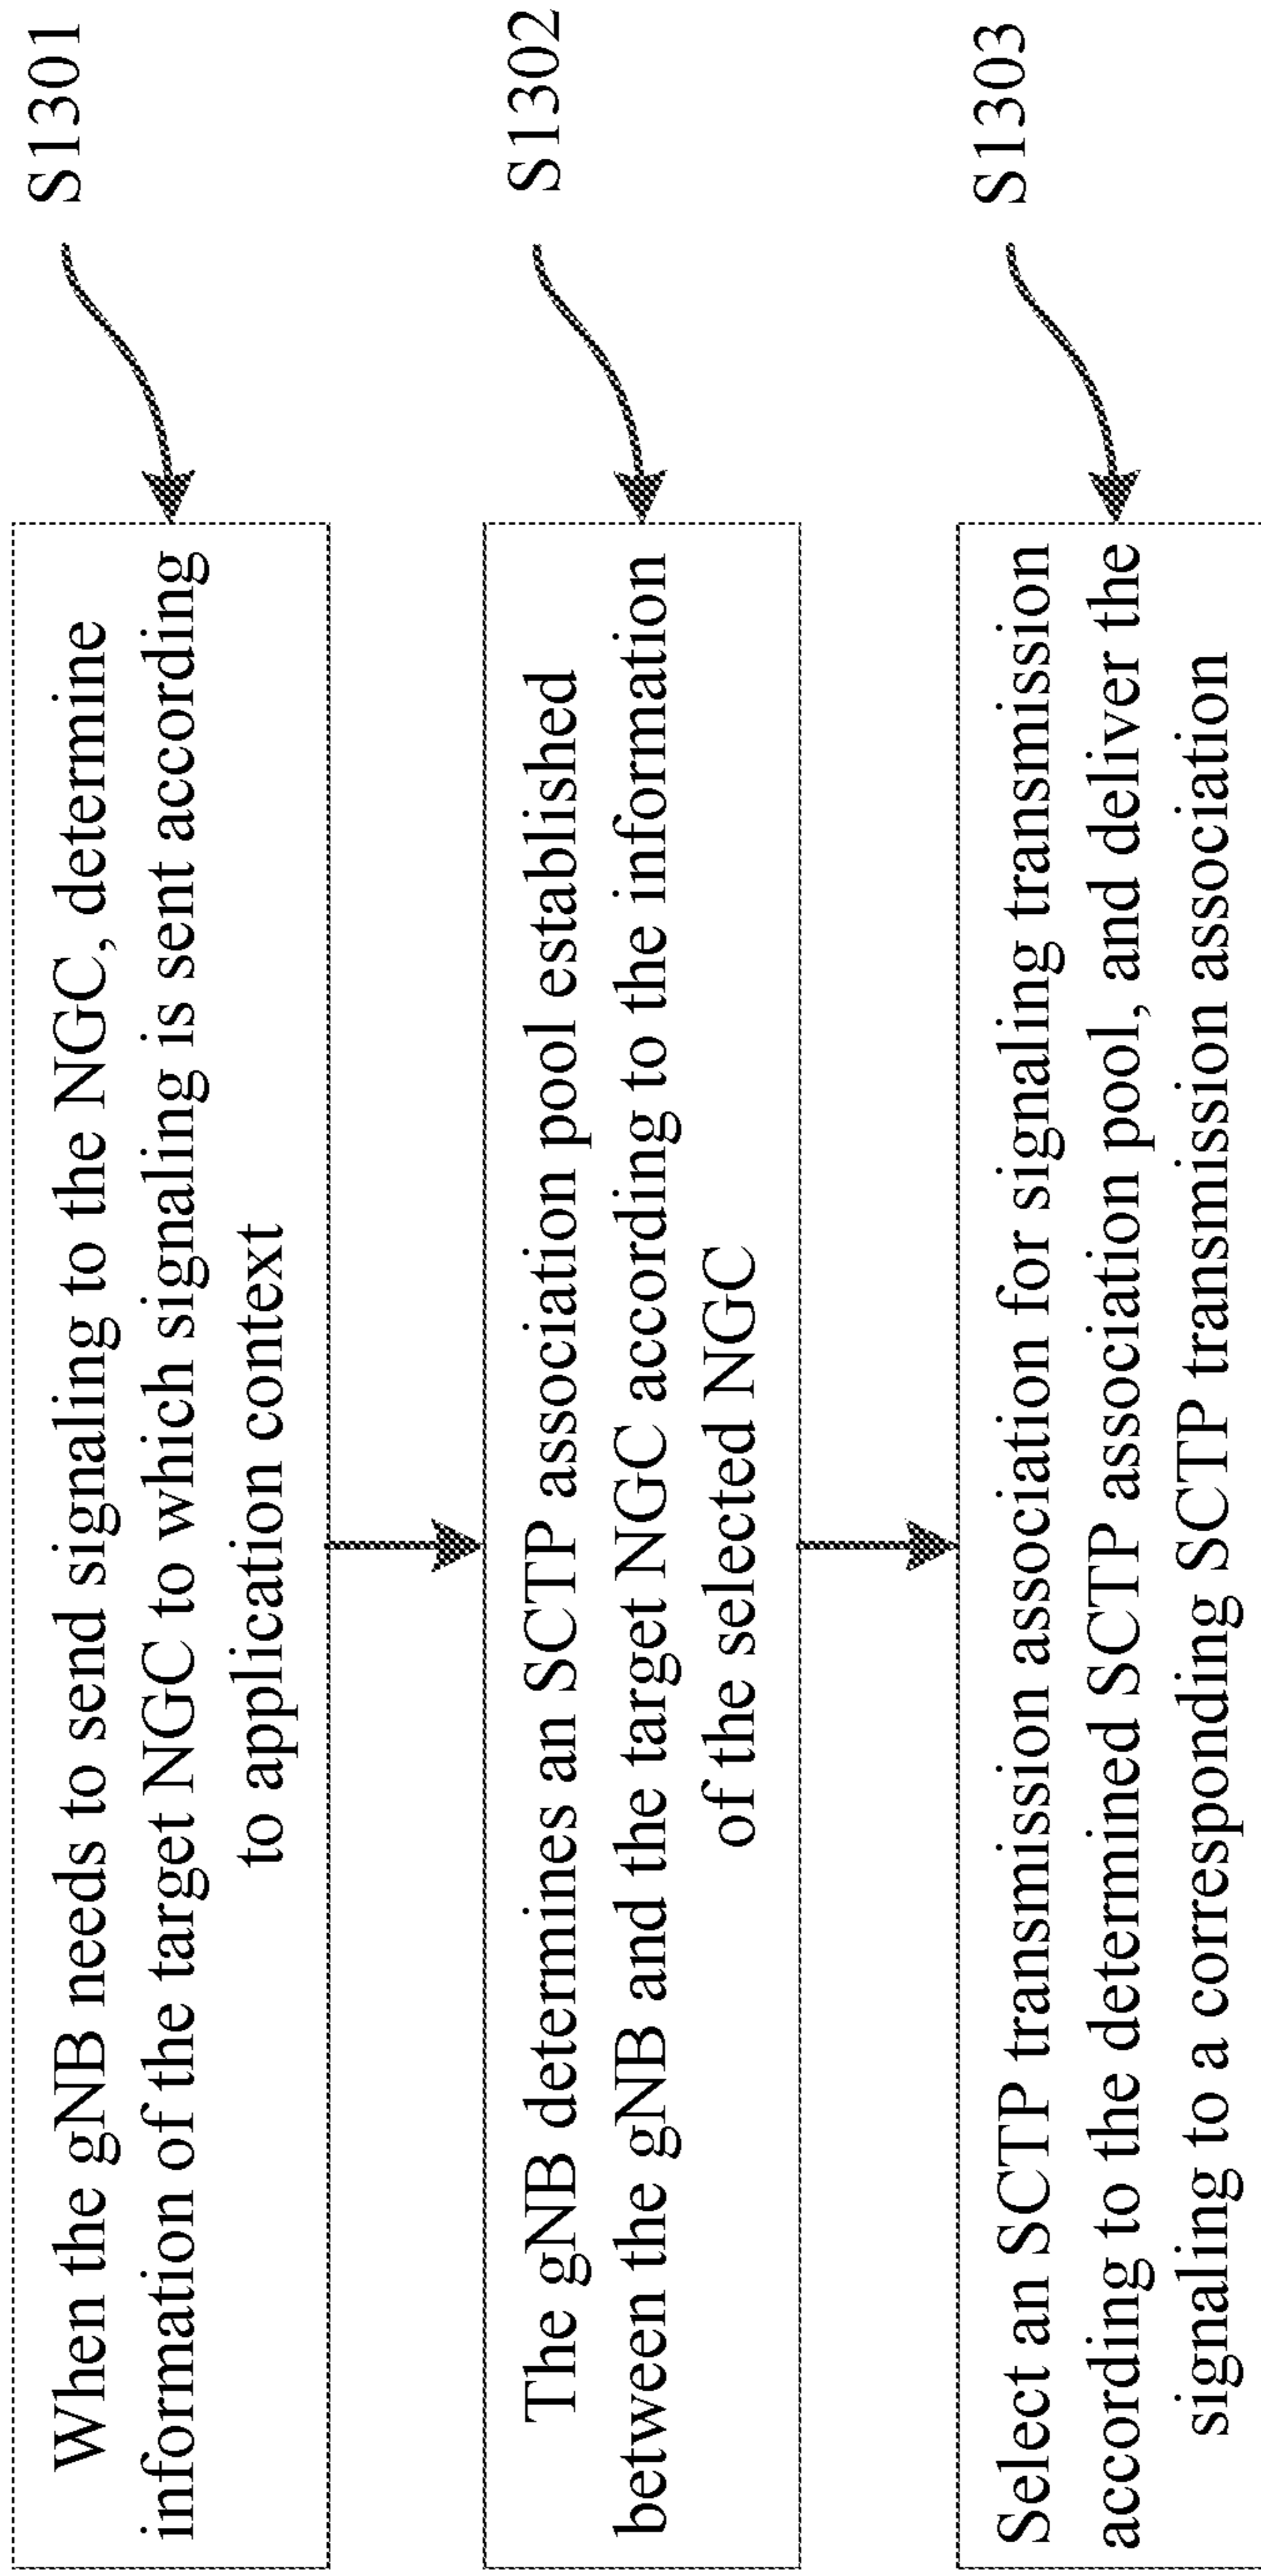 When the gNB needs to send signaling to the NGC, determine
information of the target NGC to which signaling is sent according
to application context
S1301
The gNB determines an SCTP association pool established
between the gNB and the target NGC according to the information
of the selected NGC
S1302
Select an SCTP transmission association for signaling transmission
according to the determined SCTP association pool, and deliver the
signaling to a corresponding SCTP transmission association
S1303